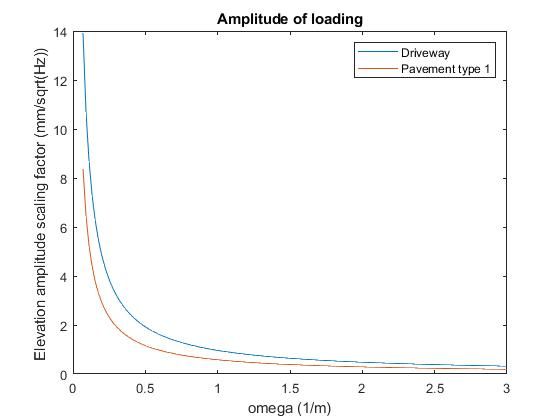 Amplitude of loading
Elevation amplitude scaling factor (mm/sqrt(Hz))
14
12
10
8
6
4
2
0
Driveway
Pavement type 1
0 0.5 1 1.5 2 2.5 3
omega (1/m)